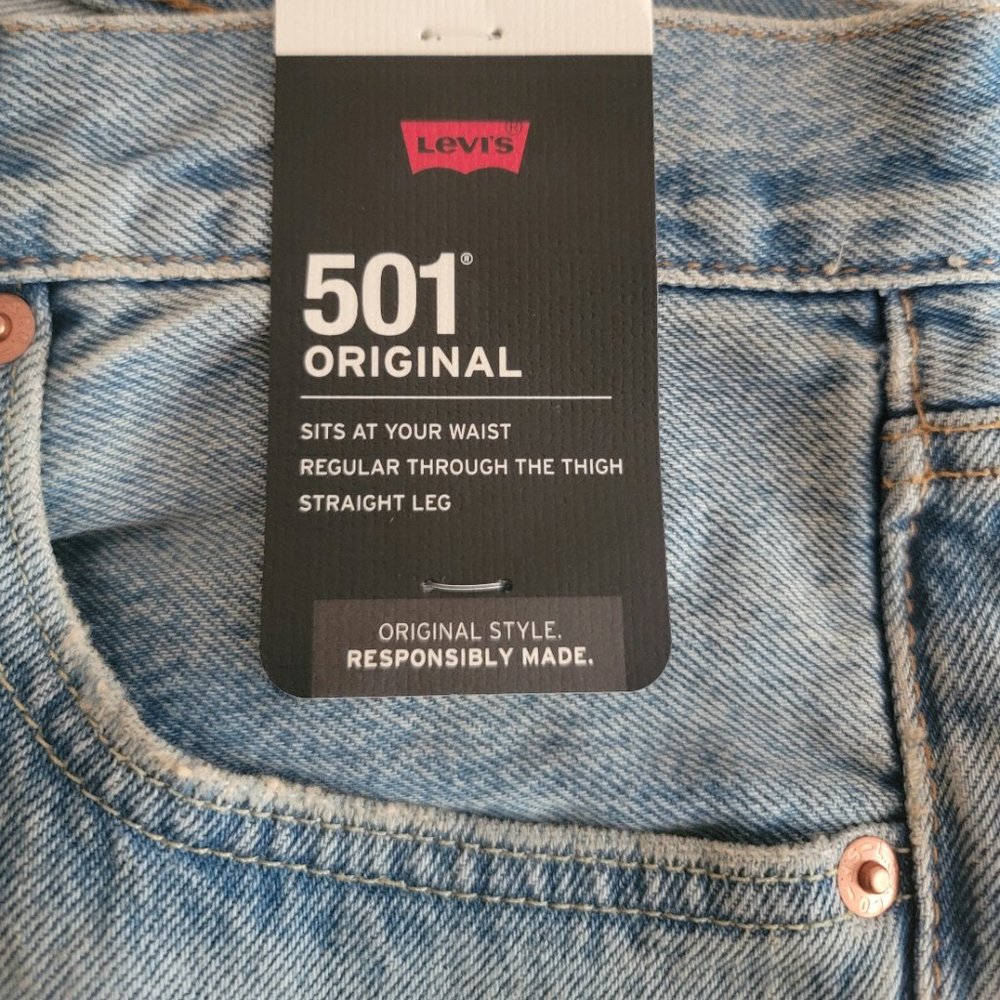 Levi's®
501®
ORIGINAL
SITS AT YOUR WAIST
REGULAR THROUGH THE THIGH
STRAIGHT LEG
ORIGINAL STYLE.
RESPONSIBLY MADE.